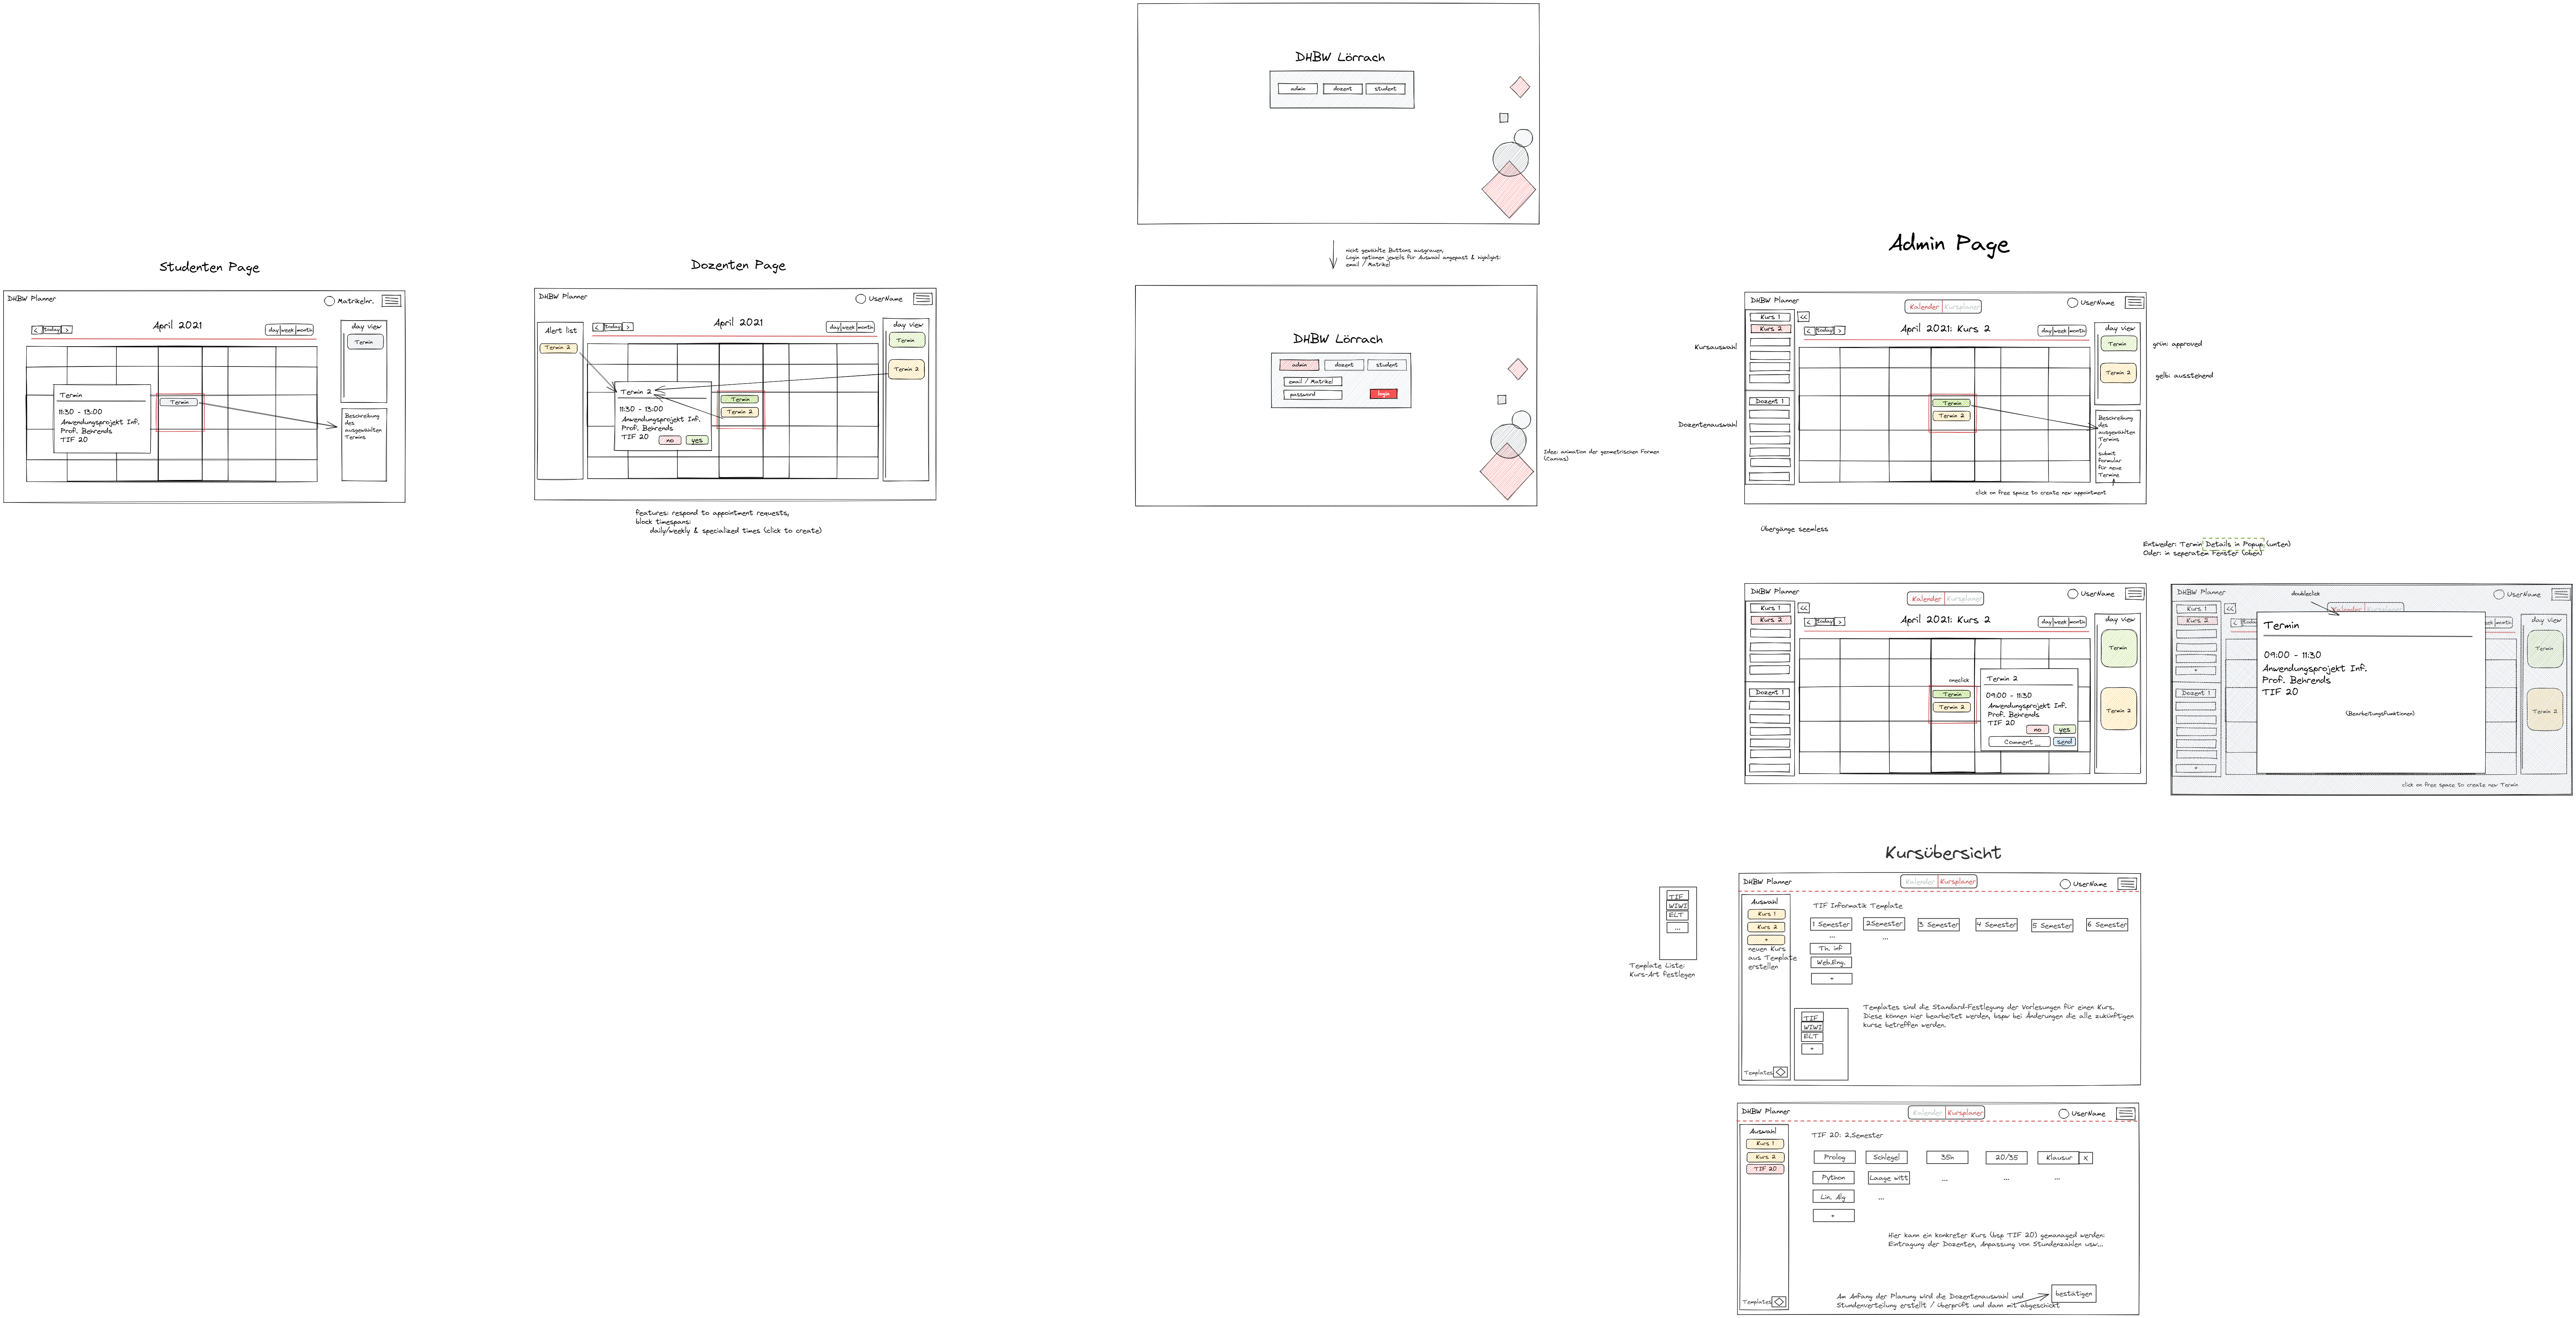 DHBW Lörrach
admin
dozent
student
nicht gewählte Buttons ausgrauen,
Login optionen jeweils für Auswahl angepasst & highlight:
email / Matrikel
DHBW Lörrach
admin
dozent
student
email / Matrikel
password
login
Idee: animation der geometrischen Formen
(Canvas)
Studenten Page
DHBW Planner
Matrikelnr.
< today >
April 2021
day week month
day view
Termin
Termin
11:30 - 13:00
Anwendungsprojekt Inf.
Prof. Behrends
TIF 20
Termin
Beschreibung
des
ausgewählten
Termins
Dozenten Page
DHBW Planner
UserName
Alert list
Termin 2
< today >
April 2021
day week month
day view
Termin
Termin 2
Termin 2
11:30 - 13:00
Anwendungsprojekt Inf.
Prof. Behrends
TIF 20
no
yes
Termin
Termin 2
features: respond to appointment requests,
block timespans:
daily/weekly & specialized times (click to create)
Admin Page
DHBW Planner
Kalender
Kursplaner
UserName
Kurs 1
<<
Kurs 2
< today >
April 2021: Kurs 2
day week month
day view
Termin
grün: approved
Kursauswahl
Termin 2
gelb: ausstehend
Dozent 1
Dozentenauswahl
Termin
Termin 2
Beschreibung
des
ausgewählten
Termins
/
submit
formular
für neue
Termine
click on free space to create new appointment
Übergänge seemless
Entweder: Termin Details in Popup (unten)
Oder: in seperatem Fenster (oben)
DHBW Planner
Kalender
Kursplaner
UserName
Kurs 1
<<
Kurs 2
< today >
April 2021: Kurs 2
day week month
day view
Termin
Termin 2
Dozent 1
oneclick
Termin
Termin 2
Termin 2
09:00 - 11:30
Anwendungsprojekt Inf.
Prof. Behrends
TIF 20
no
yes
Comment ...
send
DHBW Planner
doubleclick
UserName
Kalender
Kursplaner
Kurs 1
<<
Kurs 2
+
Dozent 1
+
Termin
09:00 - 11:30
Anwendungsprojekt Inf.
Prof. Behrends
TIF 20
(Bearbeitungsfunktionen)
month
day view
Termin
Termin 2
click on free space to create new Termin
Kursübersicht
TIF
WIWI
ELT
...
Template Liste:
Kurs-Art festlegen
DHBW Planner
Kalender
Kursplaner
UserName
Auswahl
Kurs 1
Kurs 2
+
neuen Kurs
aus Template
erstellen
TIF Informatik Template
1 Semester
2Semester
3 Semester
4 Semester
5 Semester
6 Semester
...
...
Th. inf
Web.Eng.
+
Templates sind die Standard-Festlegung der Vorlesungen für einen Kurs.
Diese können hier bearbeitet werden, bspw bei Änderungen die alle zukünftigen
kurse betreffen werden.
TIF
WIWI
ELT
+
Templates
DHBW Planner
Kalender
Kursplaner
UserName
Auswahl
Kurs 1
Kurs 2
TIF 20
TIF 20: 2.Semester
Prolog
Schlegel
35h
20/35
Klausur
X
Python
Laage witt
...
...
...
Lin. Alg
...
+
Hier kann ein konkreter Kurs (bsp TIF 20) gemanaged werden:
Eintragung der Dozenten, Anpassung von Stundenzahlen usw...
Am Anfang der Planung wird die Dozentenauswahl und
Stundenverteilung erstellt / überprüft und dann mit abgeschickt
bestätigen
Templates